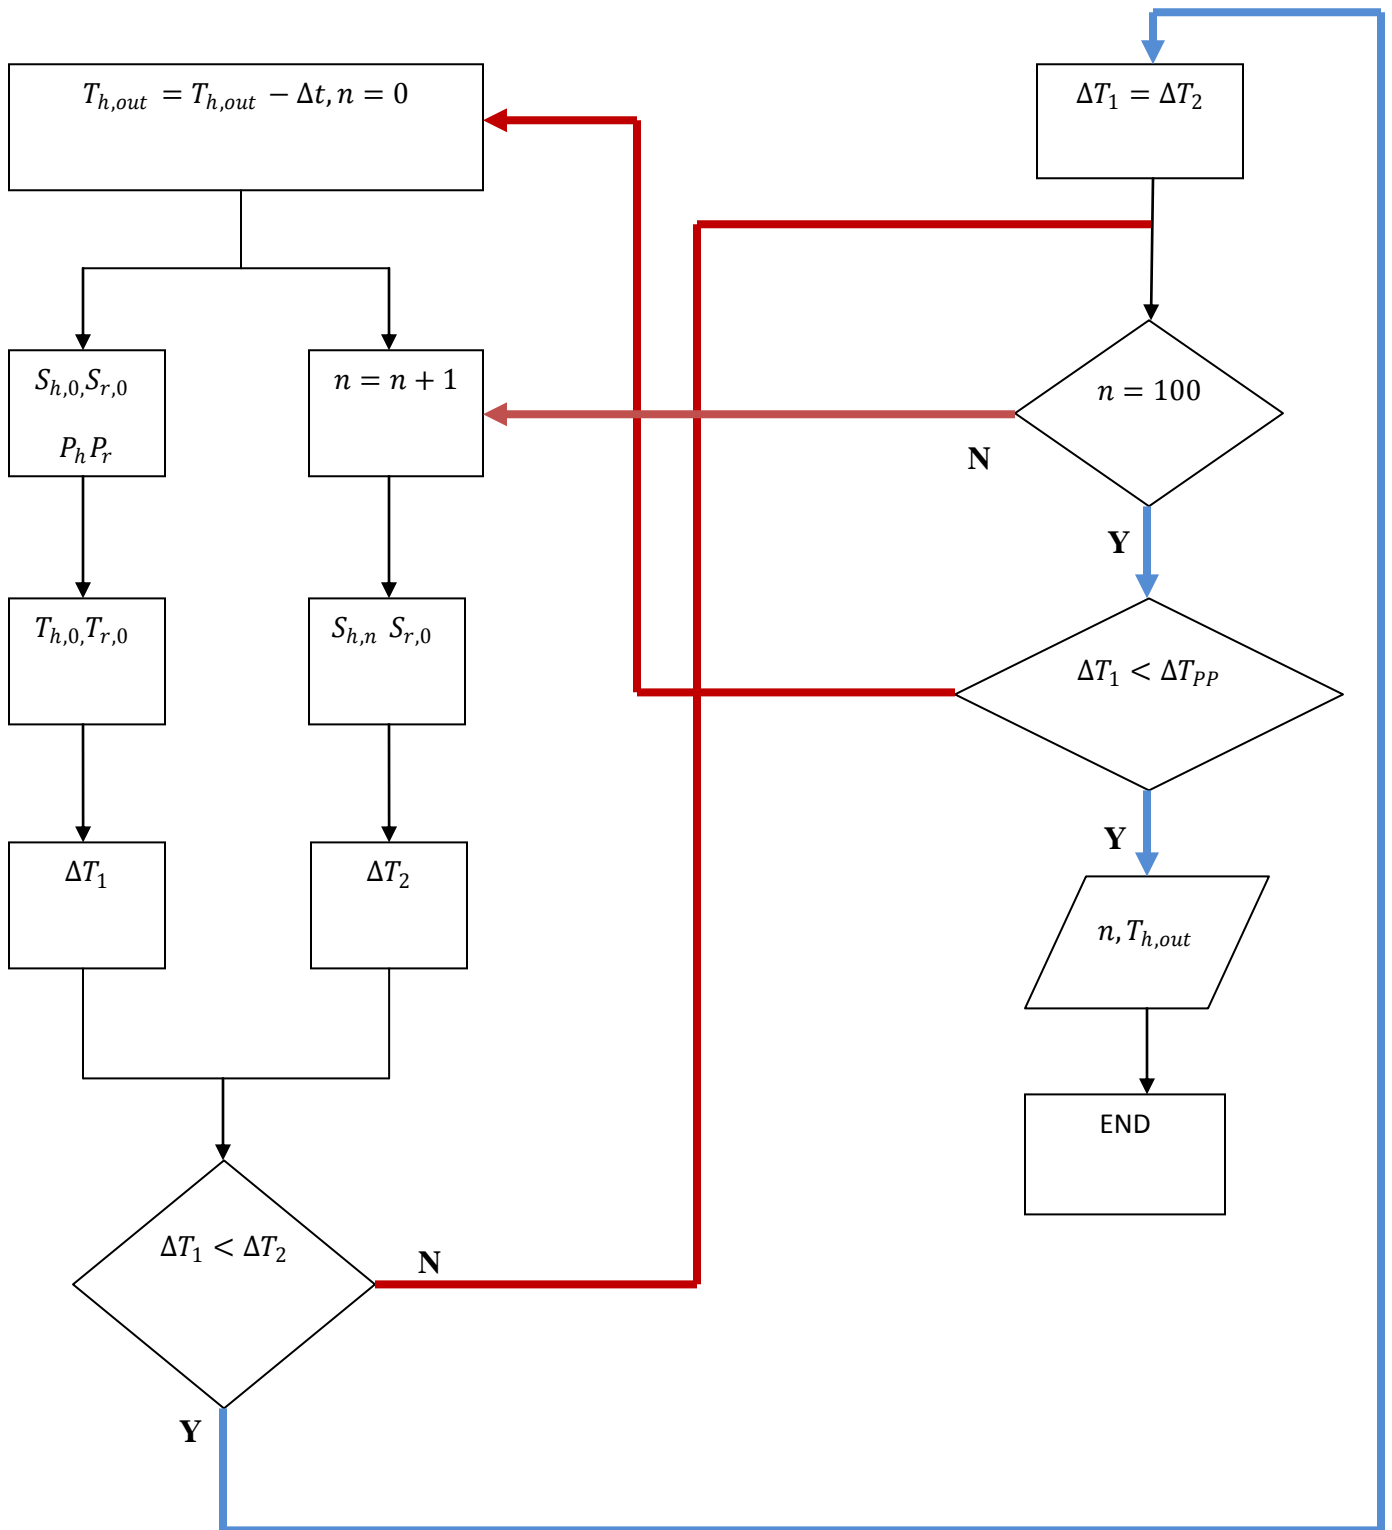 T_{h,out} = T_{h,out} − Δt, n = 0
S_{h,0,}S_{r,0}
P_h P_r
T_{h,0,}T_{r,0}
ΔT_1
n = n + 1
S_{h,n} S_{r,0}
ΔT_2
ΔT_1 < ΔT_2
N
Y
ΔT_1 = ΔT_2
n = 100
N
Y
ΔT_1 < ΔT_{PP}
Y
n, T_{h,out}
END